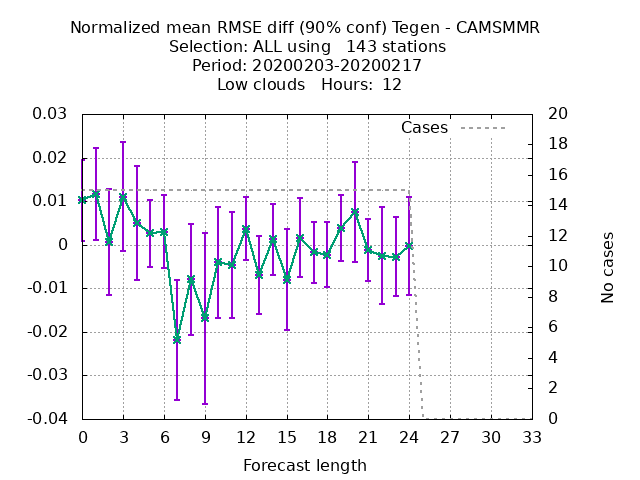 Normalized mean RMSE diff (90% conf) Tegen - CAMSMMR
Selection: ALL using   143 stations
Period: 20200203-20200217
Low clouds   Hours:  12
0.03
0.02
0.01
0
-0.01
-0.02
-0.03
-0.04
Cases
20
18
16
14
12
10
8
6
4
2
0
No cases
0 3 6 9 12 15 18 21 24 27 30 33
Forecast length